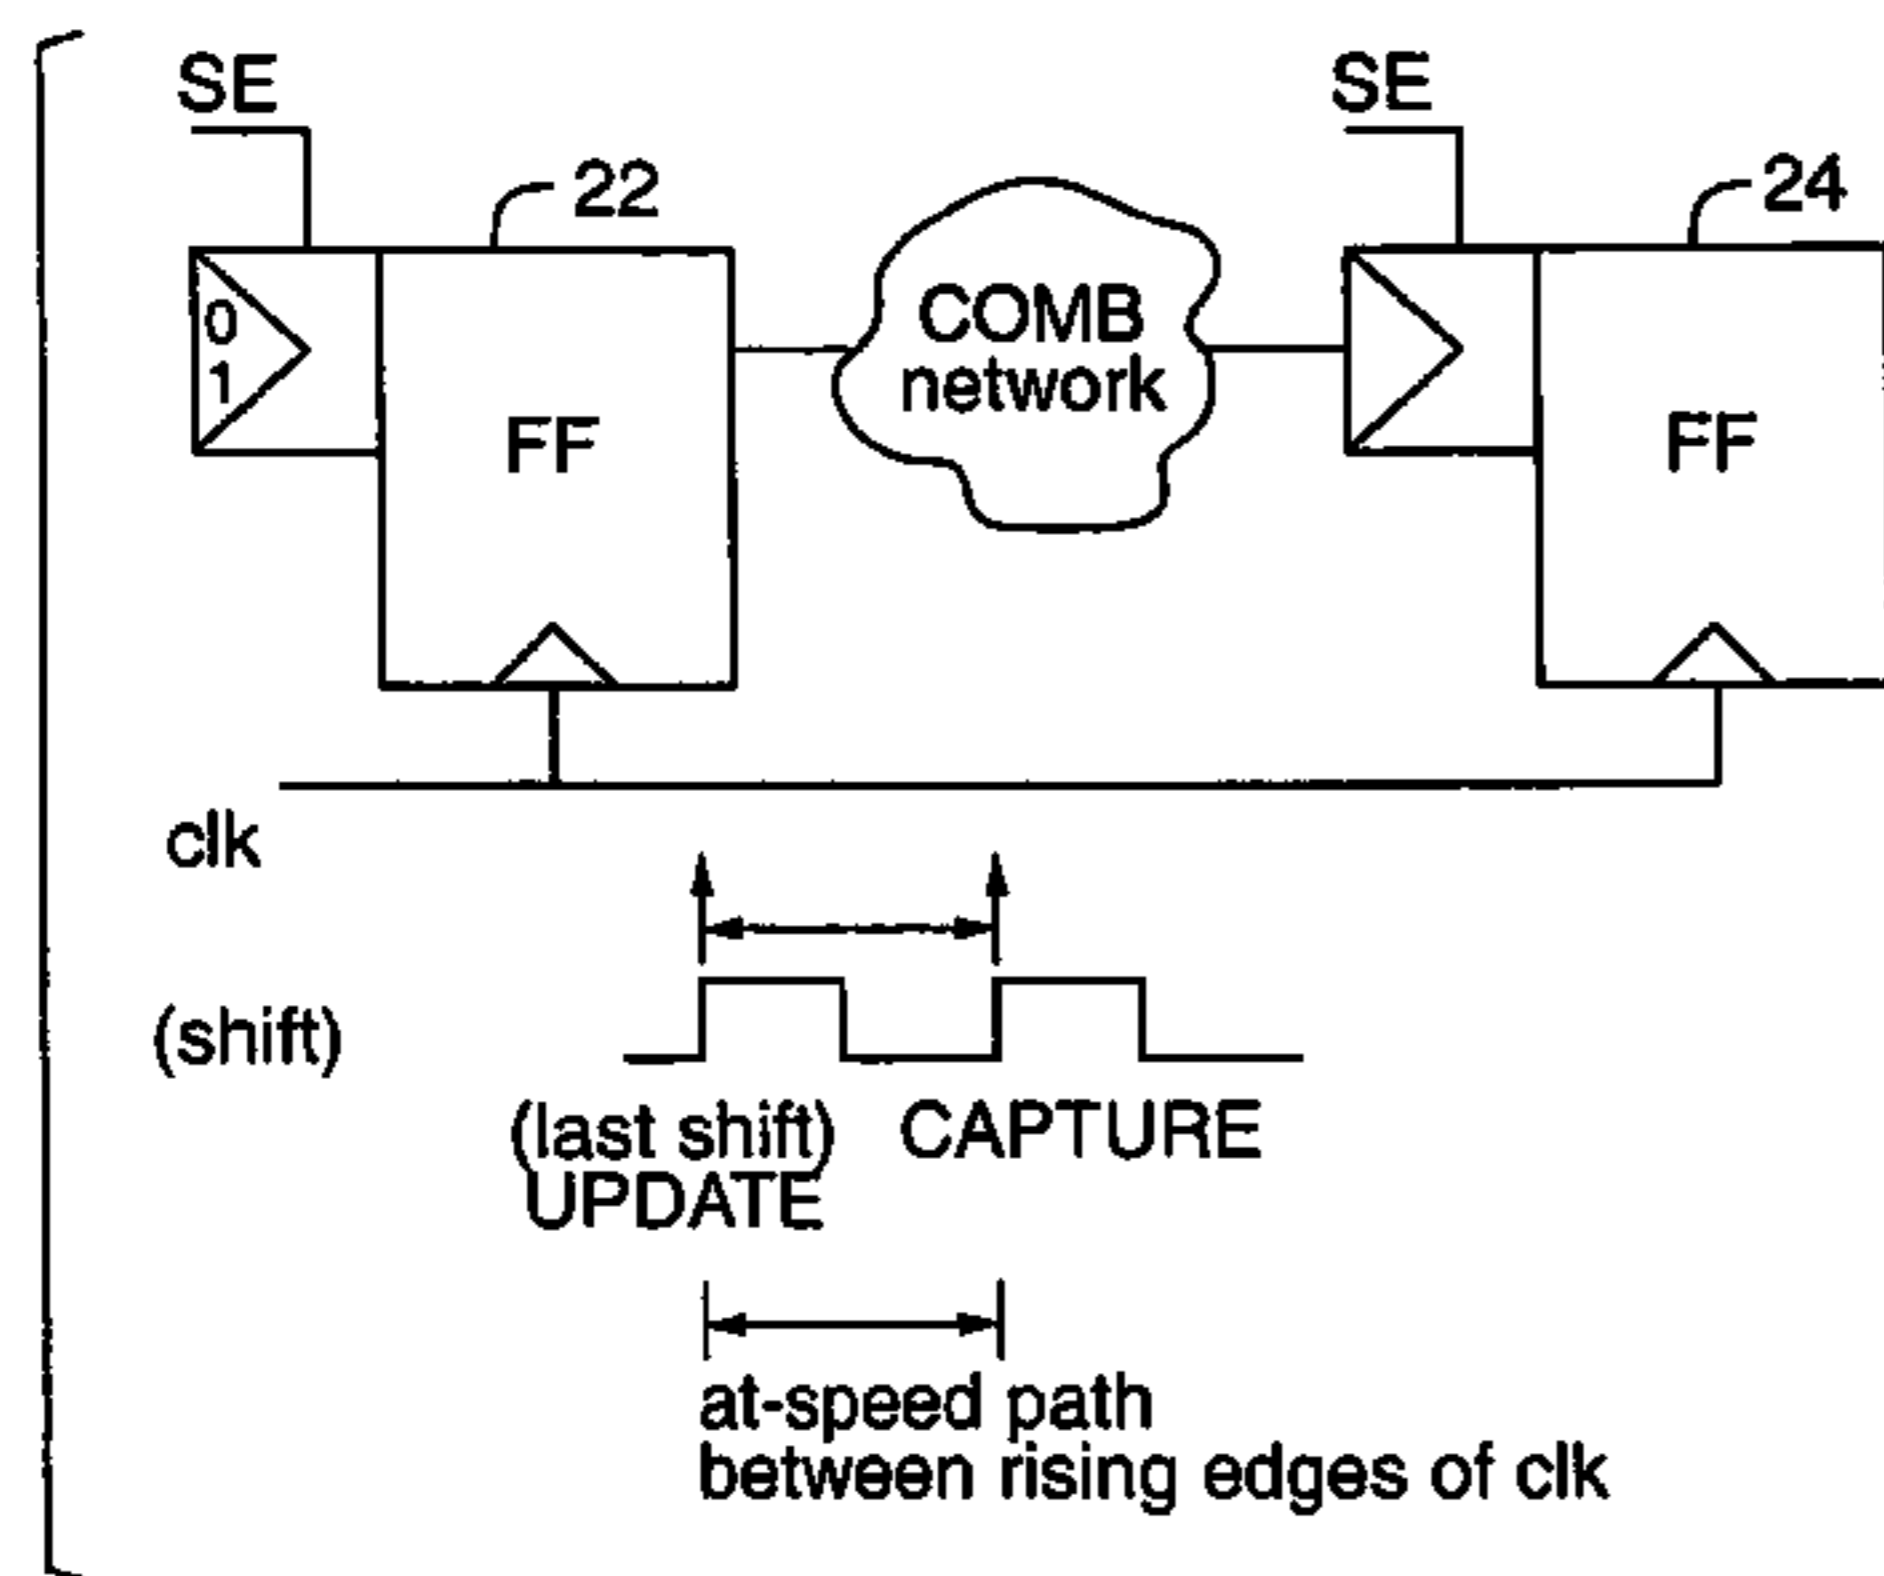 SE
SE
22
24
0
1
FF
COMB
network
FF
clk
(shift)
(last shift)
UPDATE
CAPTURE
at-speed path
between rising edges of clk